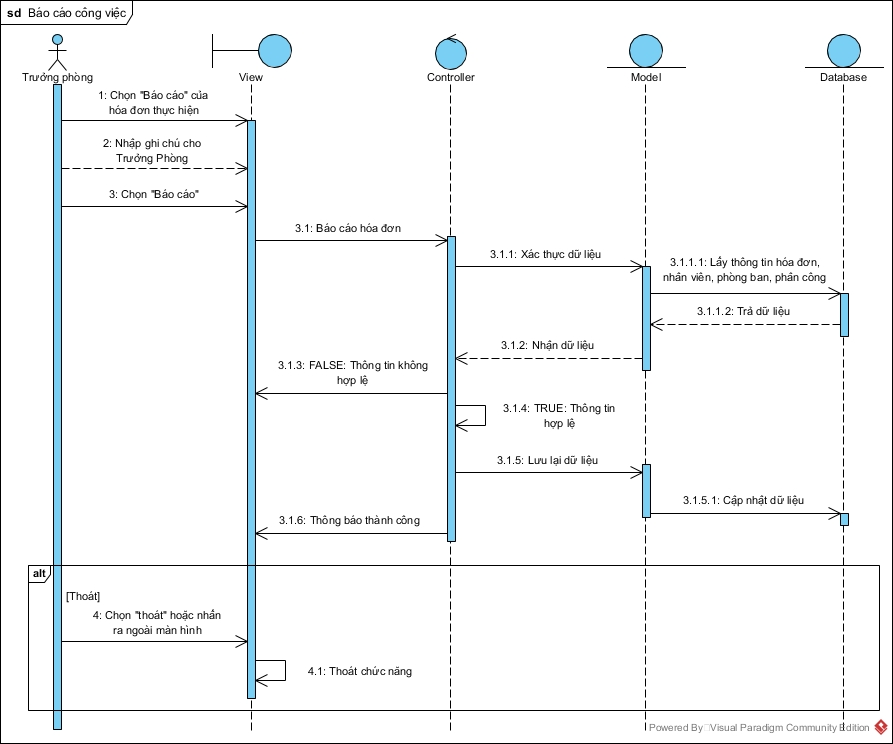 sd Báo cáo công việc
Trưởng phòng
View
Controller
Model
Database
1: Chọn "Báo cáo" của
hóa đơn thực hiện
2: Nhập ghi chú cho
Trưởng Phòng
3: Chọn "Báo cáo"
3.1: Báo cáo hóa đơn
3.1.1: Xác thực dữ liệu
3.1.1.1: Lấy thông tin hóa đơn,
nhân viên, phòng ban, phân công
3.1.1.2: Trả dữ liệu
3.1.2: Nhận dữ liệu
3.1.3: FALSE: Thông tin không
hợp lệ
3.1.4: TRUE: Thông tin
hợp lệ
3.1.5: Lưu lại dữ liệu
3.1.5.1: Cập nhật dữ liệu
3.1.6: Thông báo thành công
alt
[Thoát]
4: Chọn "thoát" hoặc nhấn
ra ngoài màn hình
4.1: Thoát chức năng
Powered By Visual Paradigm Community Edition